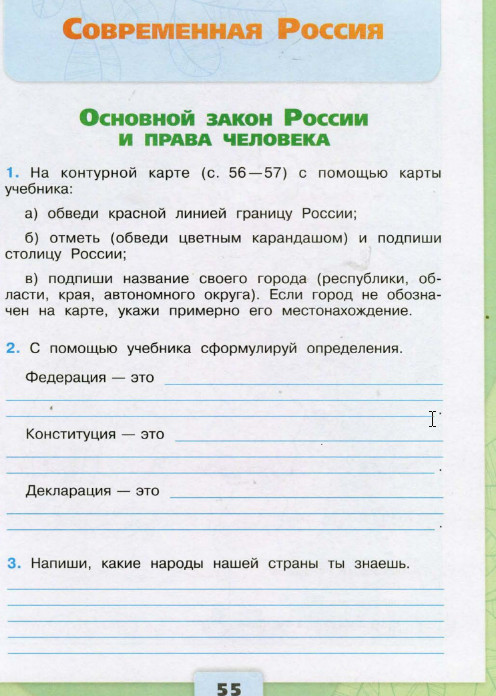 Современная Россия
Основной закон России
и права человека
1. На контурной карте (с. 56—57) с помощью карты
учебника:
а) обведи красной линией границу России;
б) отметь (обведи цветным карандашом) и подпиши
столицу России;
в) подпиши название своего города (республики, об-
ласти, края, автономного округа). Если город не обозна-
чен на карте, укажи примерно его местонахождение.
2. С помощью учебника сформулируй определения.
Федерация — это
.
Конституция — это
.
Декларация — это
.
3. Напиши, какие народы нашей страны ты знаешь.
55